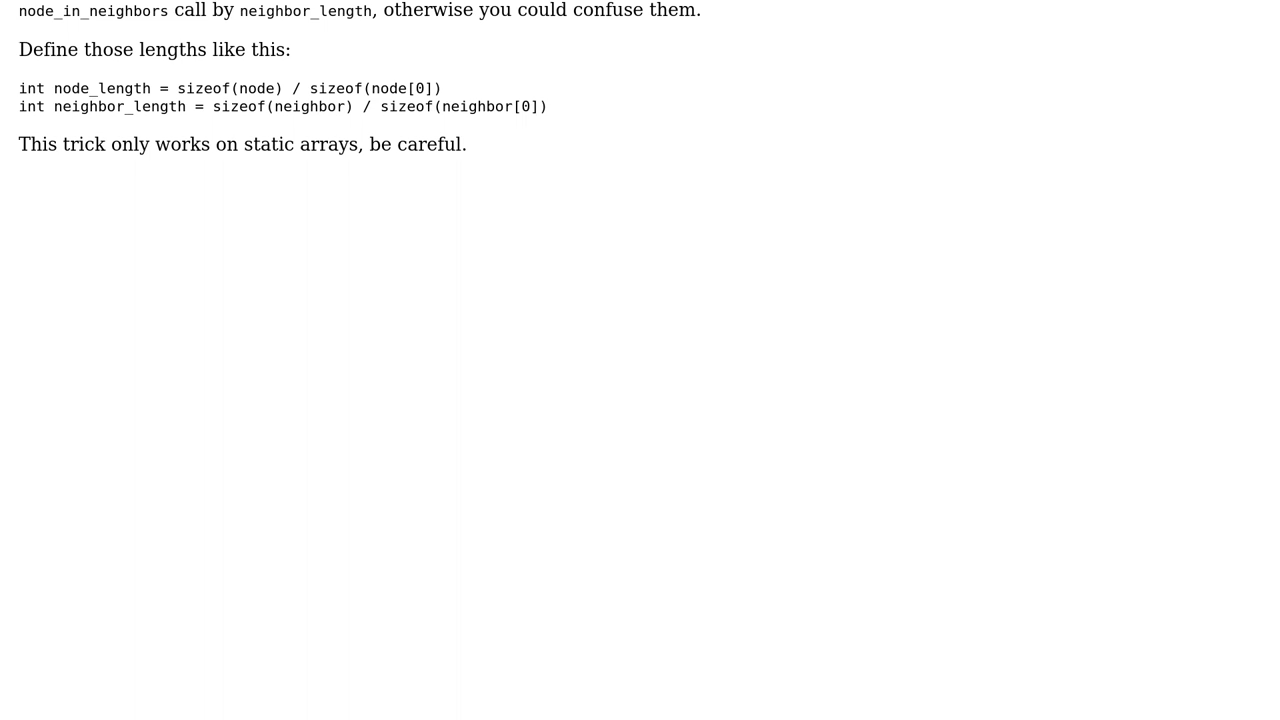 node_in_neighbors call by neighbor_length, otherwise you could confuse them.
Define those lengths like this:
int node_length = sizeof(node) / sizeof(node[0])
int neighbor_length = sizeof(neighbor) / sizeof(neighbor[0])
This trick only works on static arrays, be careful.